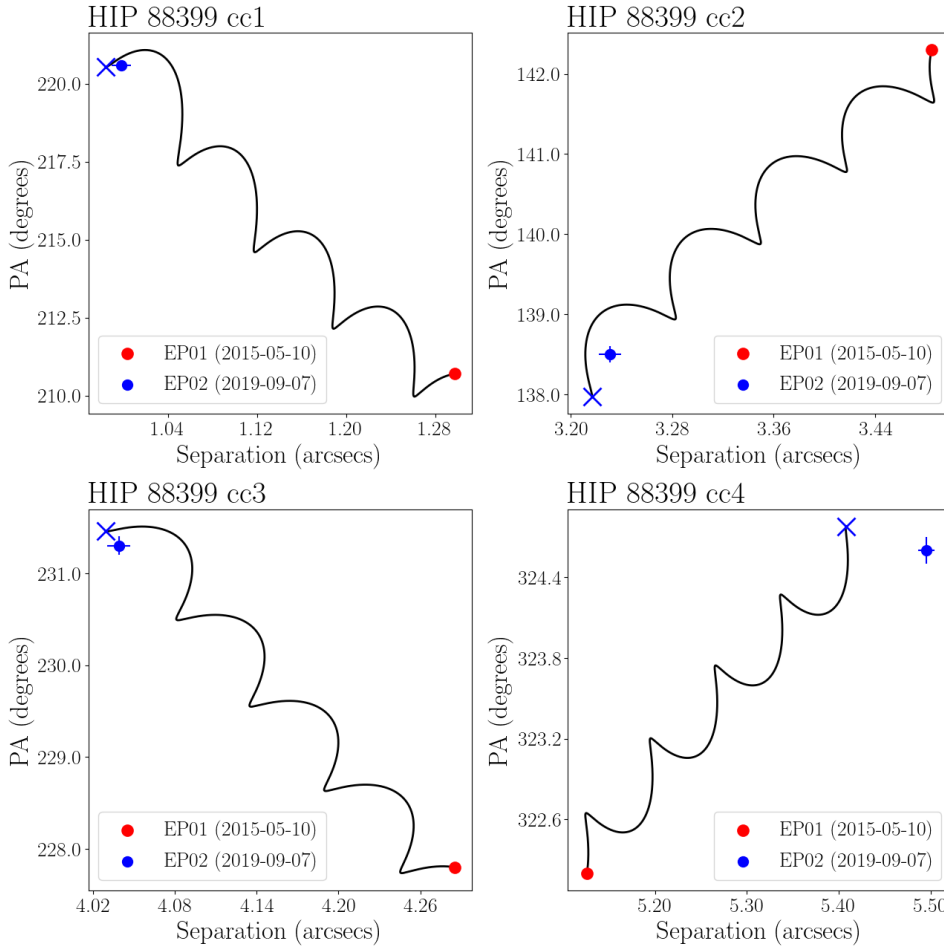 HIP 88399 cc1
220.0
217.5
215.0
212.5
210.0
PA (degrees)
EP01 (2015-05-10)
EP02 (2019-09-07)
1.04 1.12 1.20 1.28
Separation (arcsecs)
HIP 88399 cc2
142.0
141.0
140.0
139.0
138.0
PA (degrees)
EP01 (2015-05-10)
EP02 (2019-09-07)
3.20 3.28 3.36 3.44
Separation (arcsecs)
HIP 88399 cc3
231.0
230.0
229.0
228.0
PA (degrees)
EP01 (2015-05-10)
EP02 (2019-09-07)
4.02 4.08 4.14 4.20 4.26
Separation (arcsecs)
HIP 88399 cc4
324.4
323.8
323.2
322.6
PA (degrees)
EP01 (2015-05-10)
EP02 (2019-09-07)
5.20 5.30 5.40 5.50
Separation (arcsecs)